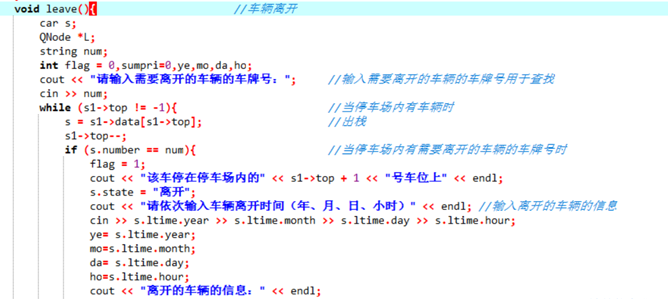 void leave(){ //车辆离开
car s;
QNode *L;
string num;
int flag = 0,sumpri=0,ye,mo,da,ho;
cout << "请输入需要离开的车辆的车牌号："; //输入需要离开的车辆的车牌号用于查找
cin >> num;
while (s1->top != -1){ //当停车场内有车辆时
s = s1->data[s1->top]; //出栈
s1->top--;
if (s.number == num){ //当停车场内有需要离开的车辆的车牌号时
flag = 1;
cout << "该车停在停车场内的" << s1->top + 1 << "号车位上" << endl;
s.state = "离开";
cout << "请依次输入车辆离开时间（年、月、日、小时）" << endl; //输入离开的车辆的信息
cin >> s.ltime.year >> s.ltime.month >> s.ltime.day >> s.ltime.hour;
ye= s.ltime.year;
mo=s.ltime.month;
da= s.ltime.day;
ho=s.ltime.hour;
cout << "离开的车辆的信息：" << endl;